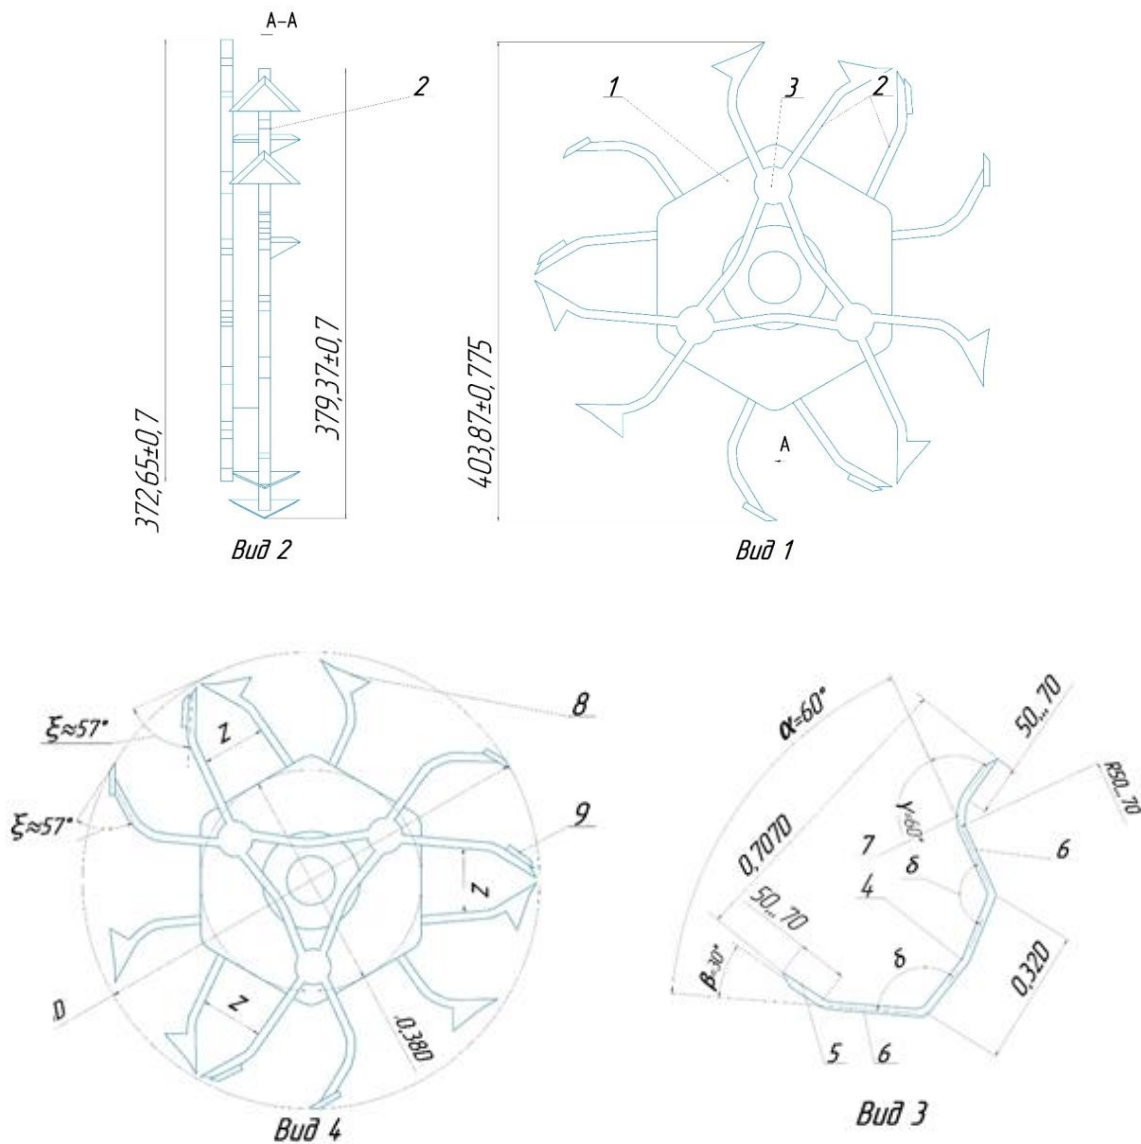 А-А
2
372,65±0,7
379,37±0,7
Вид 2
1
3
2
403,87±0,775
А
Вид 1
ξ≈57°
ξ≈57°
z
z
z
8
9
D
0,38D
Вид 4
α=60°
50...70
R50...70
0,707D
γ=60°
7
δ
6
4
50...70
β=30°
δ
0,32D
5
6
Вид 3